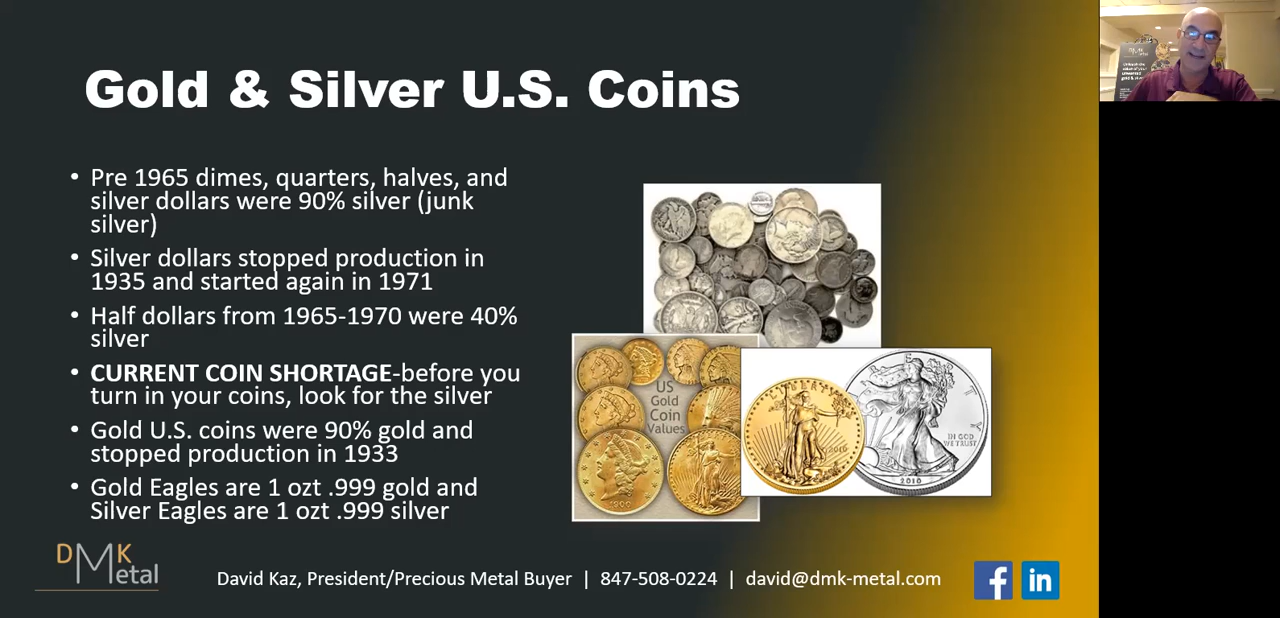 Gold & Silver U.S. Coins
• Pre 1965 dimes, quarters, halves, and
silver dollars were 90% silver (junk
silver)
• Silver dollars stopped production in
1935 and started again in 1971
• Half dollars from 1965-1970 were 40%
silver
• CURRENT COIN SHORTAGE-before you
turn in your coins, look for the silver
• Gold U.S. coins were 90% gold and
stopped production in 1933
• Gold Eagles are 1 ozt .999 gold and
Silver Eagles are 1 ozt .999 silver
US
Gold
Coin
Values
1900
LIBERTY
IN GOD
WE TRUST
2010
DMK
Metal
David Kaz, President/Precious Metal Buyer | 847-508-0224 | david@dmk-metal.com
f
in